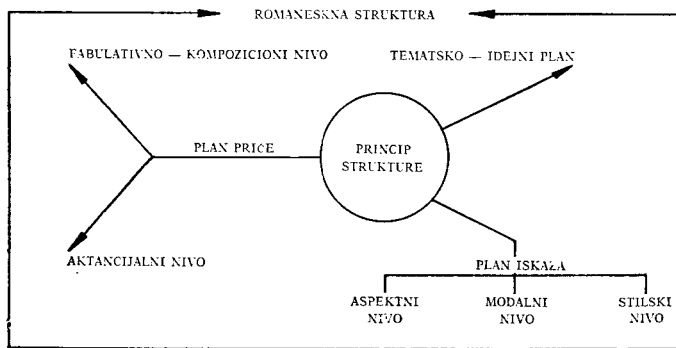 ROMANESKNA STRUKTURA
FABULATIVNO — KOMPOZICIONI NIVO
TEMATSKO — IDEJNI PLAN
PLAN PRIČE
PRINCIP
STRUKTURE
AKTANCIJALNI NIVO
PLAN ISKAZA
ASPEKTNI
NIVO
MODALNI
NIVO
STILSKI
NIVO